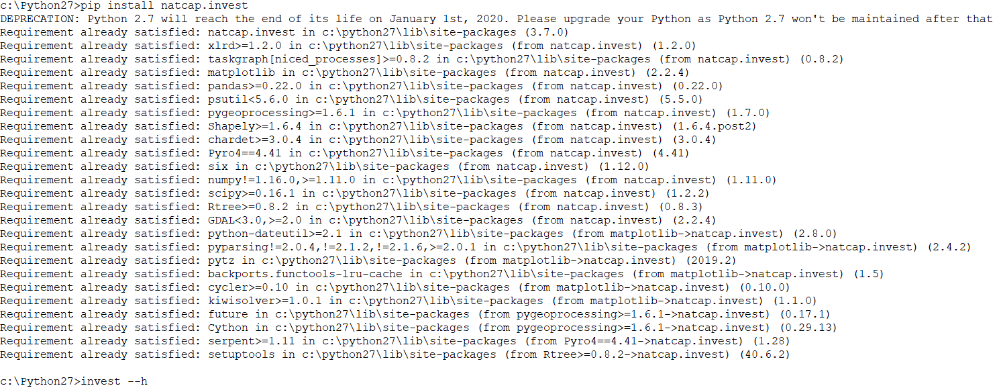 c:\Python27>pip install natcap.invest
DEPRECATION: Python 2.7 will reach the end of its life on January 1st, 2020. Please upgrade your Python as Python 2.7 won't be maintained after that
Requirement already satisfied: natcap.invest in c:\python27\lib\site-packages (3.7.0)
Requirement already satisfied: xlrd>=1.2.0 in c:\python27\lib\site-packages (from natcap.invest) (1.2.0)
Requirement already satisfied: taskgraph[niced_processes]>=0.8.2 in c:\python27\lib\site-packages (from natcap.invest) (0.8.2)
Requirement already satisfied: matplotlib in c:\python27\lib\site-packages (from natcap.invest) (2.2.4)
Requirement already satisfied: pandas>=0.22.0 in c:\python27\lib\site-packages (from natcap.invest) (0.22.0)
Requirement already satisfied: psutil<5.6.0 in c:\python27\lib\site-packages (from natcap.invest) (5.5.0)
Requirement already satisfied: pygeoprocessing>=1.6.1 in c:\python27\lib\site-packages (from natcap.invest) (1.7.0)
Requirement already satisfied: Shapely>=1.6.4 in c:\python27\lib\site-packages (from natcap.invest) (1.6.4.post2)
Requirement already satisfied: chardet>=3.0.4 in c:\python27\lib\site-packages (from natcap.invest) (3.0.4)
Requirement already satisfied: Pyro4==4.41 in c:\python27\lib\site-packages (from natcap.invest) (4.41)
Requirement already satisfied: six in c:\python27\lib\site-packages (from natcap.invest) (1.12.0)
Requirement already satisfied: numpy!=1.16.0,>=1.11.0 in c:\python27\lib\site-packages (from natcap.invest) (1.11.0)
Requirement already satisfied: scipy>=0.16.1 in c:\python27\lib\site-packages (from natcap.invest) (1.2.2)
Requirement already satisfied: Rtree>=0.8.2 in c:\python27\lib\site-packages (from natcap.invest) (0.8.3)
Requirement already satisfied: GDAL<3.0,>=2.0 in c:\python27\lib\site-packages (from natcap.invest) (2.2.4)
Requirement already satisfied: python-dateutil>=2.1 in c:\python27\lib\site-packages (from matplotlib->natcap.invest) (2.8.0)
Requirement already satisfied: pyparsing!=2.0.4,!=2.1.2,!=2.1.6,>=2.0.1 in c:\python27\lib\site-packages (from matplotlib->natcap.invest) (2.4.2)
Requirement already satisfied: pytz in c:\python27\lib\site-packages (from matplotlib->natcap.invest) (2019.2)
Requirement already satisfied: backports.functools-lru-cache in c:\python27\lib\site-packages (from matplotlib->natcap.invest) (1.5)
Requirement already satisfied: cycler>=0.10 in c:\python27\lib\site-packages (from matplotlib->natcap.invest) (0.10.0)
Requirement already satisfied: kiwisolver>=1.0.1 in c:\python27\lib\site-packages (from matplotlib->natcap.invest) (1.1.0)
Requirement already satisfied: future in c:\python27\lib\site-packages (from pygeoprocessing>=1.6.1->natcap.invest) (0.17.1)
Requirement already satisfied: Cython in c:\python27\lib\site-packages (from pygeoprocessing>=1.6.1->natcap.invest) (0.29.13)
Requirement already satisfied: serpent>=1.11 in c:\python27\lib\site-packages (from Pyro4==4.41->natcap.invest) (1.28)
Requirement already satisfied: setuptools in c:\python27\lib\site-packages (from Rtree>=0.8.2->natcap.invest) (40.6.2)
c:\Python27>invest --h